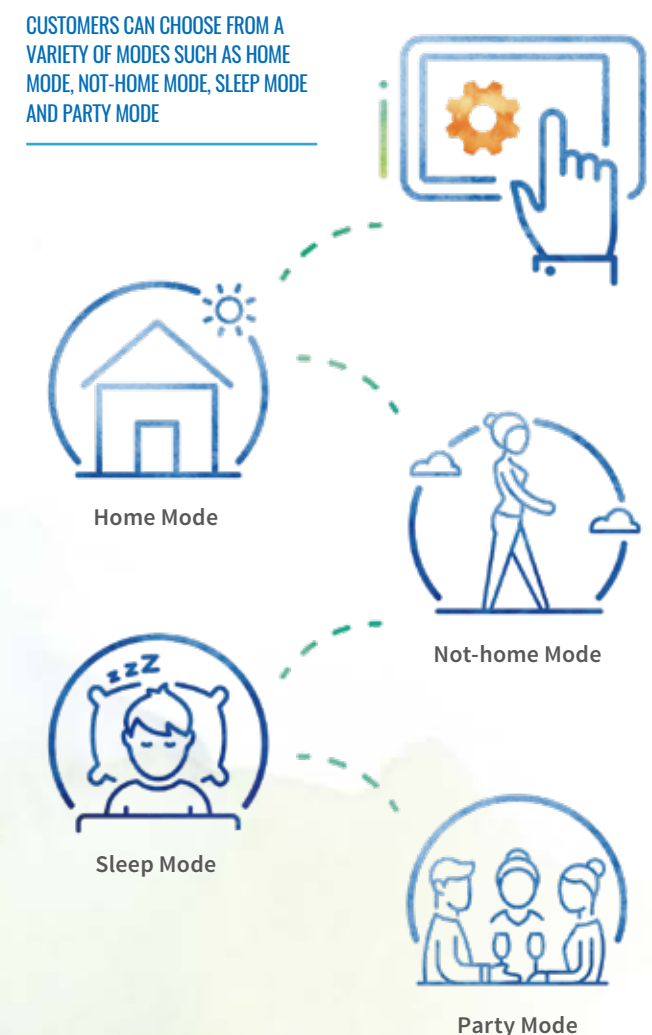 CUSTOMERS CAN CHOOSE FROM A
VARIETY OF MODES SUCH AS HOME
MODE, NOT-HOME MODE, SLEEP MODE
AND PARTY MODE
Home Mode
Not-home Mode
zzZ
Sleep Mode
Party Mode